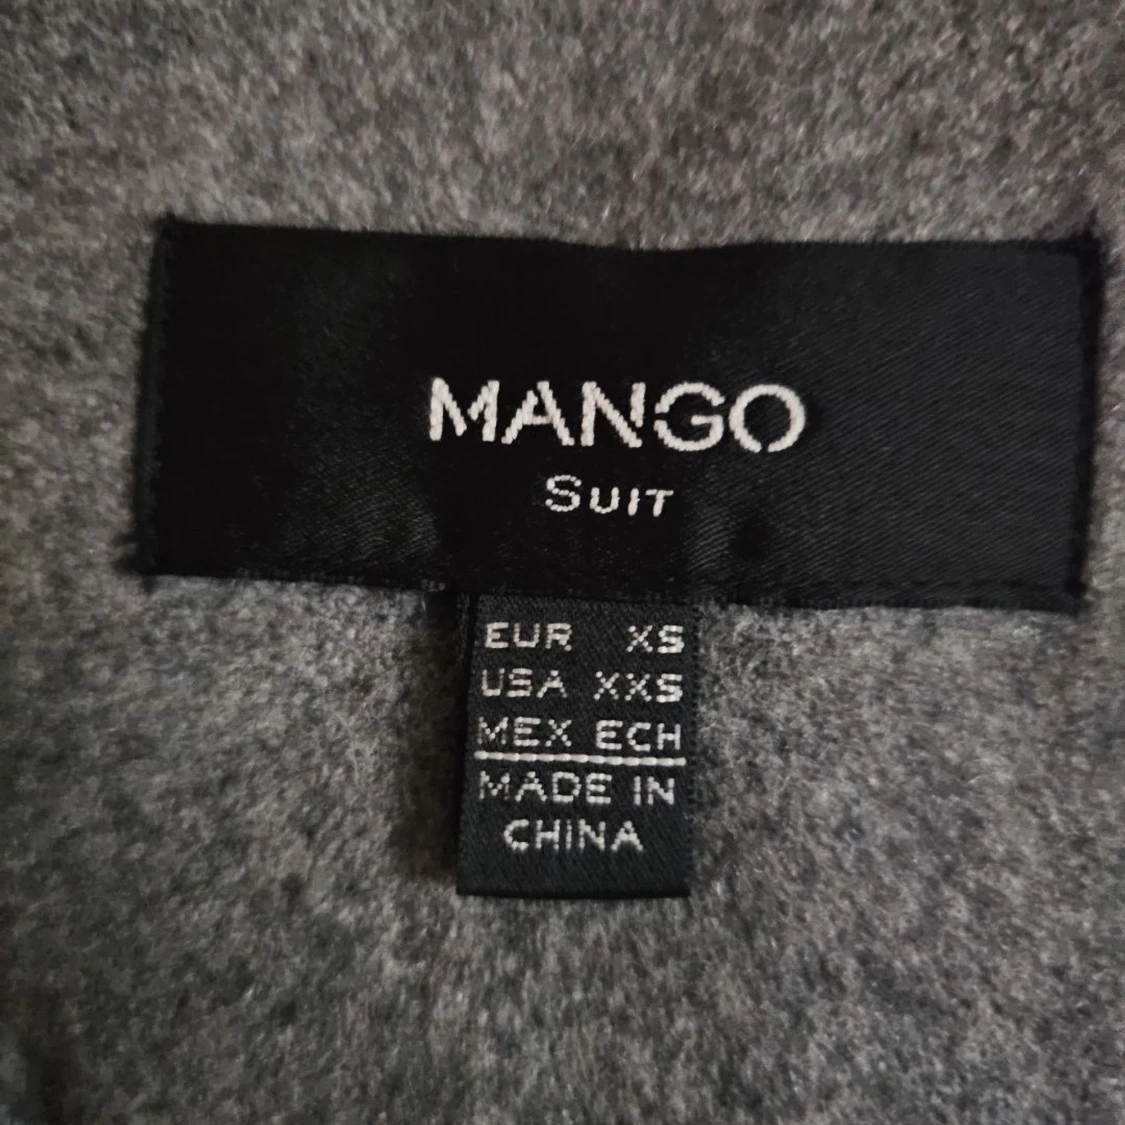 MANGO
SUIT
EUR XS
USA XXS
MEX ECH
MADE IN
CHINA